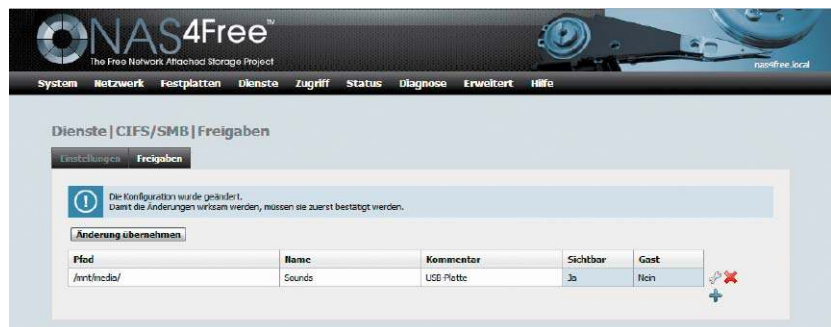 NAS4Free™
The Free Network Attached Storage Project
nas4free.local
System Netzwerk Festplatten Dienste Zugriff Status Diagnose Erweitert Hilfe
Dienste|CIFS/SMB|Freigaben
Einstellungen Freigaben
Die Konfiguration wurde geändert.
Damit die Änderungen wirksam werden, müssen sie zuerst bestätigt werden.
Änderung übernehmen
Pfad Name Kommentar Sichtbar Gast
/mnt/media/ Sounds USB-Platte Ja Nein